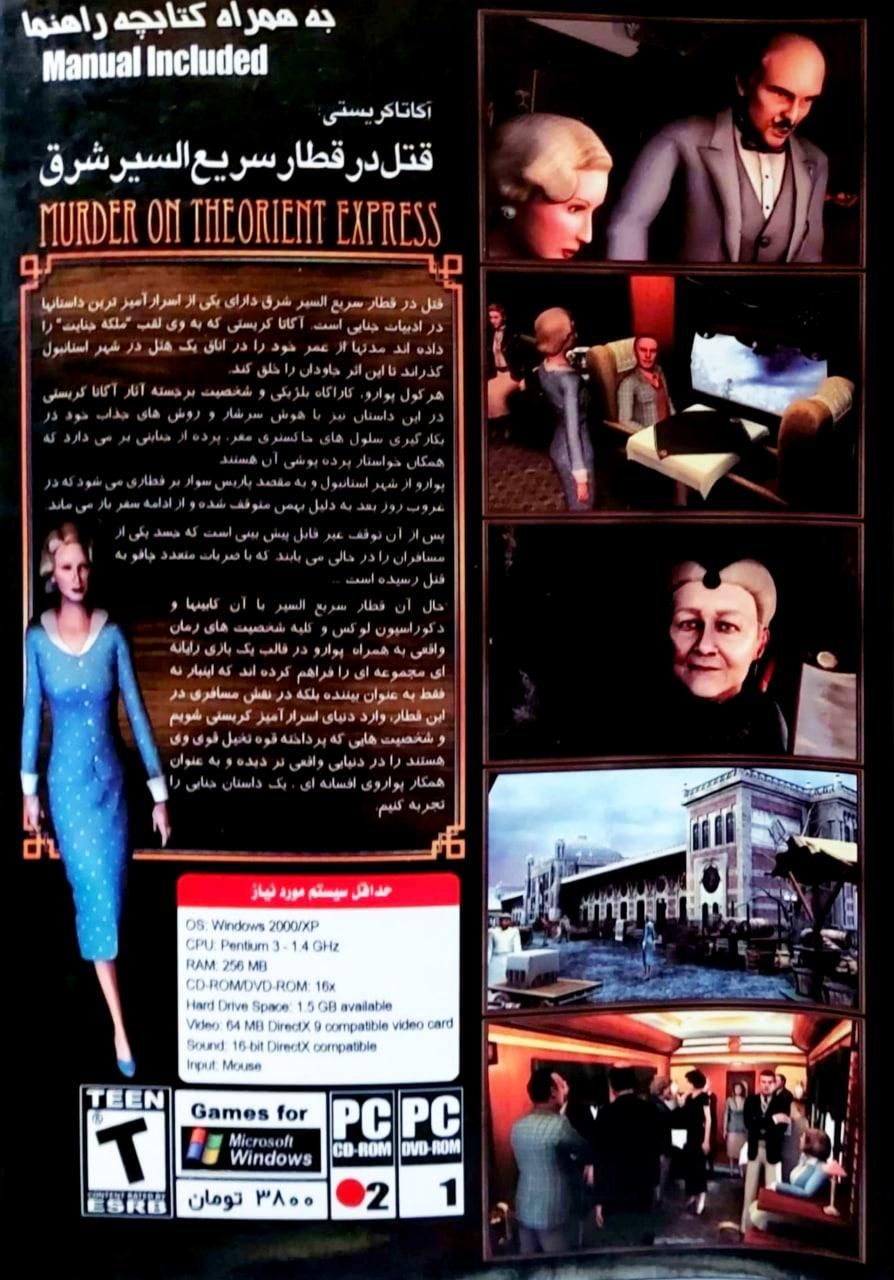 به همراه کتابچه راهنما
Manual Included
آگاتا کریستی:
قتل در قطار سریع السیر شرق
MURDER ON THE ORIENT EXPRESS
قتل در قطار سریع السیر شرق دارای یکی از اسرار آمیز ترین داستانها
در ادبیات جنایی است. آگاتا کریستی که به وی لقب "ملکه جنایت" را
داده اند مدتها از عمر خود را در اتاق یک هتل در شهر استانبول
گذراند تا این اثر جاودان را خلق کند.
هرکول پوارو، کاراگاه بلژیکی و شخصیت برجسته آثار آگاتا کریستی
در این داستان نیز با هوش سرشار و روش های جذاب خود در
بکار گیری سلول های خاکستری مغز، پرده از جنایتی بر می دارد که
همگان خواستار پرده پوشی آن هستند.
پوارو از شهر استانبول و به مقصد پاریس سوار بر قطاری می شود که در
غروب روز بعد به دلیل بهمن متوقف شده و از ادامه سفر باز می ماند.
پس از آن توقف غیر قابل پیش بینی است که جسد یکی از
مسافران را در حالی می یابند که با ضربات متعدد چاقو به
قتل رسیده است ...
حال آن قطار سریع السیر با آن کابینها و
دکوراسیون لوکس و کلیه شخصیت های رمان
واقعی به همراه پوارو در قالب یک بازی رایانه
ای مجموعه ای را فراهم کرده اند که اینبار نه
فقط به عنوان بیننده بلکه در نقش مسافری در
این قطار، وارد دنیای اسرار آمیز کریستی شویم
و شخصیت هایی که پرداخته قوه تخیل قوی وی
هستند را در دنیایی واقعی تر دیده و به عنوان
همکار پواروی افسانه ای ، یک داستان جنایی را
تجربه کنیم.
حداقل سیستم مورد نیاز
OS: Windows 2000/XP
CPU: Pentium 3 - 1.4 GHz
RAM: 256 MB
CD-ROM/DVD-ROM: 16x
Hard Drive Space: 1.5 GB available
Video: 64 MB DirectX 9 compatible video card
Sound: 16-bit DirectX compatible
Input: Mouse
TEEN
T
®
CONTENT RATED BY
ESRB
Games for
Microsoft
Windows
۳۸۰۰ تومان
PC
CD-ROM
2
PC
DVD-ROM
1